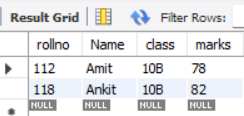 Result Grid Filter Rows:
rollno Name class marks
112 Amit 10B 78
118 Ankit 10B 82
NULL NULL NULL NULL